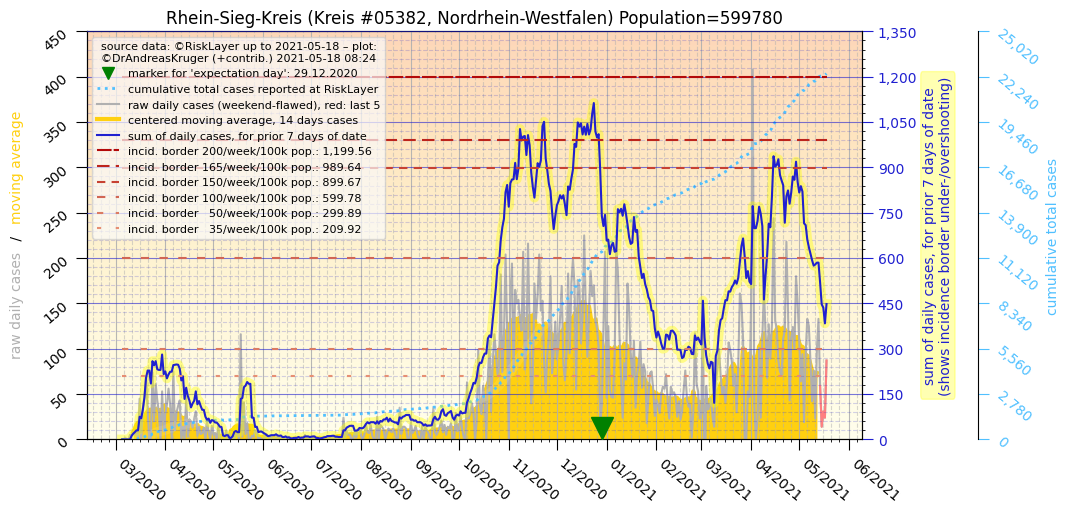 Rhein-Sieg-Kreis (Kreis #05382, Nordrhein-Westfalen) Population=599780
source data: ©RiskLayer up to 2021-05-18 – plot:
©DrAndreasKruger (+contrib.) 2021-05-18 08:24
marker for 'expectation day': 29.12.2020
cumulative total cases reported at RiskLayer
raw daily cases (weekend-flawed), red: last 5
centered moving average, 14 days cases
sum of daily cases, for prior 7 days of date
incid. border 200/week/100k pop.: 1,199.56
incid. border 165/week/100k pop.: 989.64
incid. border 150/week/100k pop.: 899.67
incid. border 100/week/100k pop.: 599.78
incid. border 50/week/100k pop.: 299.89
incid. border 35/week/100k pop.: 209.92
raw daily cases / moving average
450
400
350
300
250
200
150
100
50
0
03/2020
04/2020
05/2020
06/2020
07/2020
08/2020
09/2020
10/2020
11/2020
12/2020
01/2021
02/2021
03/2021
04/2021
05/2021
06/2021
1,350
1,200
1,050
900
750
600
450
300
150
0
sum of daily cases, for prior 7 days of date
(shows incidence border under-/overshooting)
25,020
22,240
19,460
16,680
13,900
11,120
8,340
5,560
2,780
0
cumulative total cases